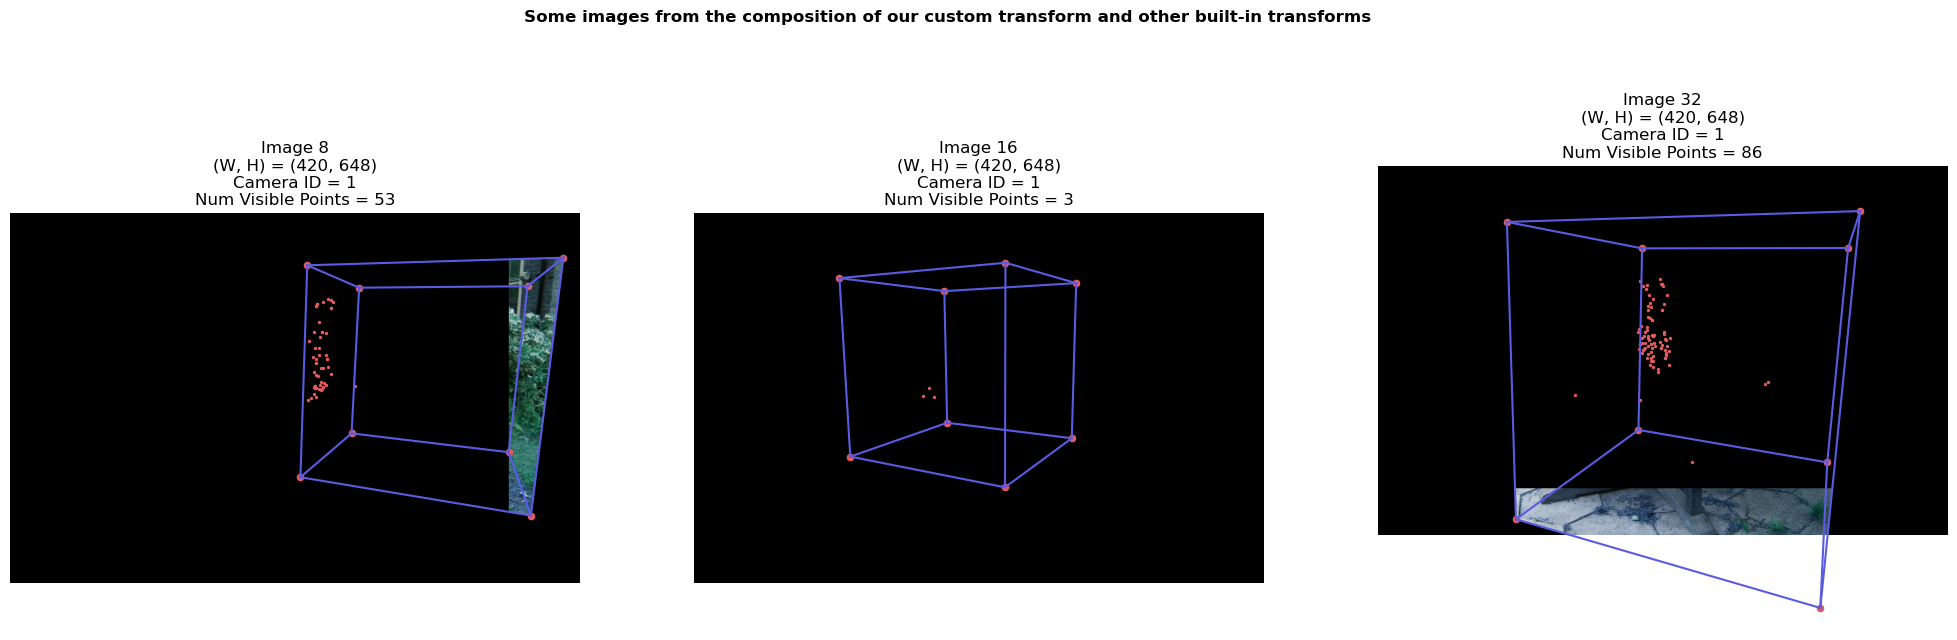 Some images from the composition of our custom transform and other built-in transforms
Image 8
(W, H) = (420, 648)
Camera ID = 1
Num Visible Points = 53
Image 16
(W, H) = (420, 648)
Camera ID = 1
Num Visible Points = 3
Image 32
(W, H) = (420, 648)
Camera ID = 1
Num Visible Points = 86